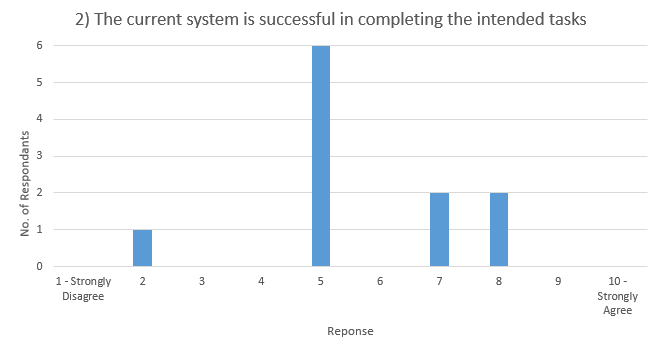 2) The current system is successful in completing the intended tasks
No. of Respondants
6
5
4
3
2
1
0
1 - Strongly
Disagree
2
3
4
5
6
7
8
9
10 -
Strongly
Agree
Reponse